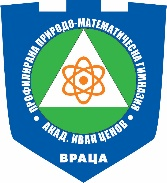 ПРОФИЛИРАНА ПРИРОДО-МАТЕМАТИЧЕСКА ГИМНАЗИЯ
АКАД. ИВАН ЦЕНОВ
ВРАЦА